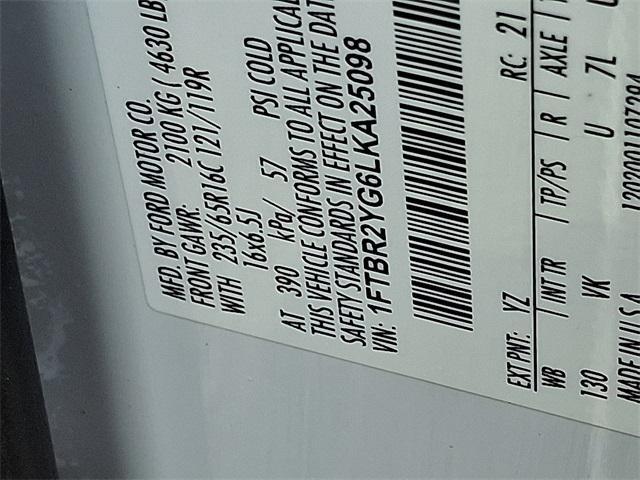 MFD. BY FORD MOTOR CO.
FRONT GAWR: 2100 KG ( 4630 LB
WITH 235/65R16C 121/119R
16x6.5J
AT 390 kPa/ 57 PSI COLD
THIS VEHICLE CONFORMS TO ALL APPLICAB
SAFETY STANDARDS IN EFFECT ON THE DATE
VIN: 1FTBR2YG6LKA25098
EXT PNT: YZ RC: 21
WB INT TR TP/PS R AXLE
130 VK U 7L
MADE IN U.S.A